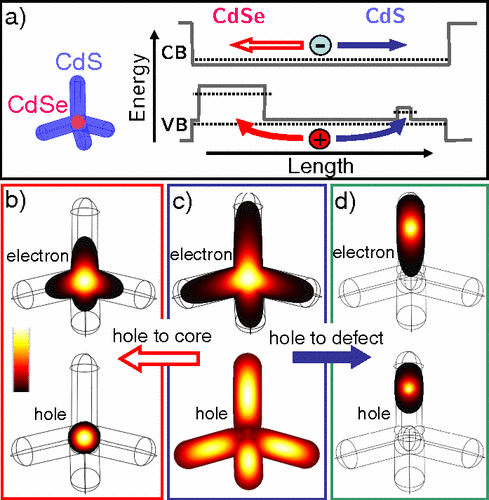 a)
CdSe CdS
CdS
CdSe
Energy
CB
−
VB
+
Length
b) c) d)
electron electron electron
hole to core hole to defect
hole hole hole